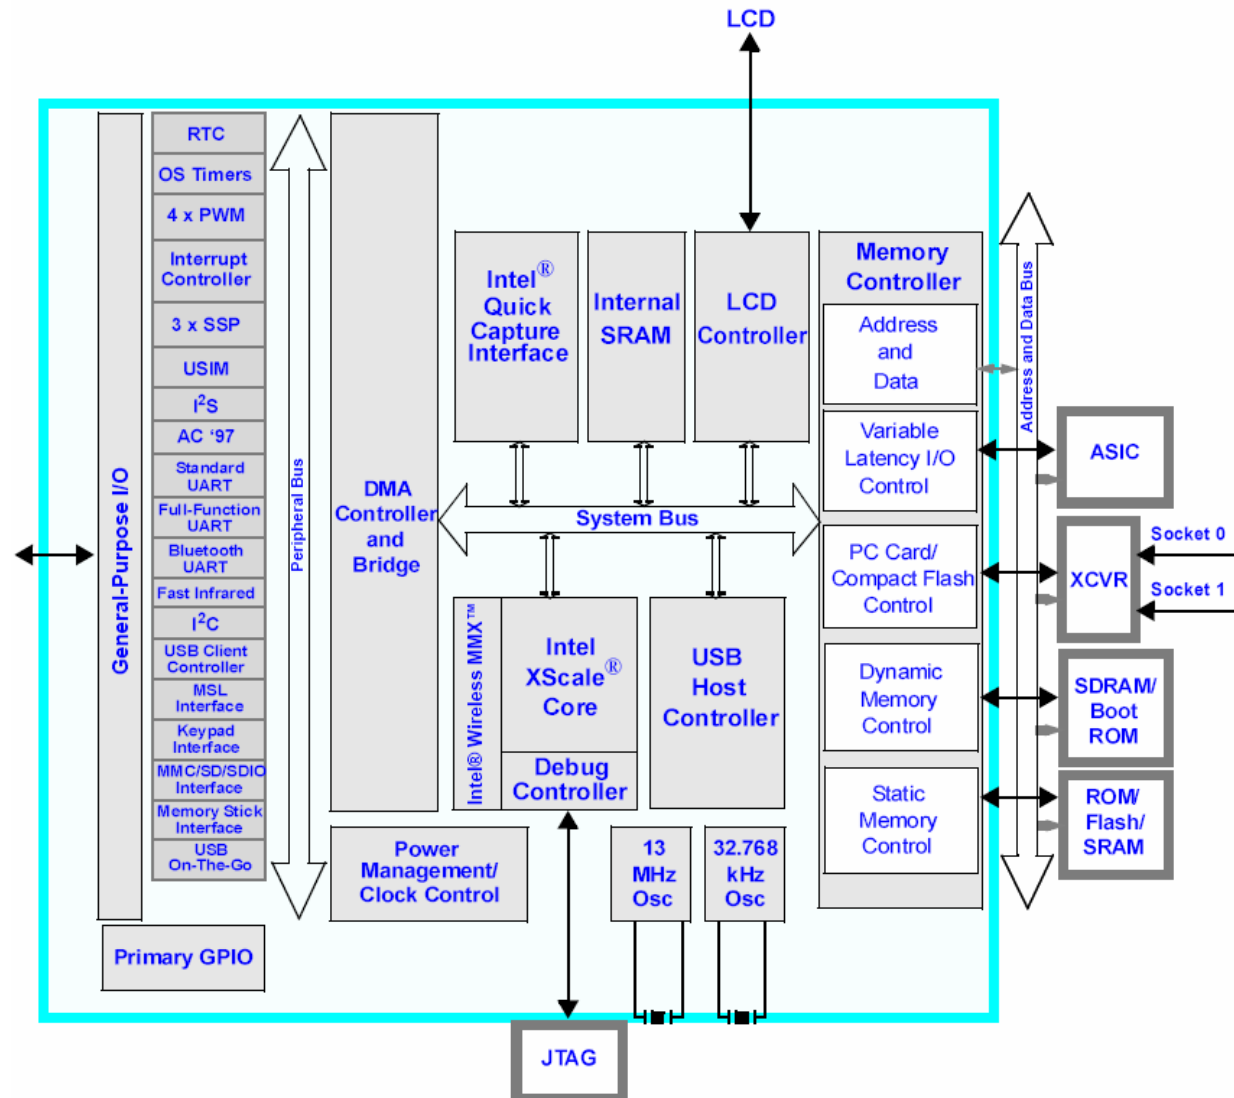 LCD
RTC
OS Timers
4 x PWM
Interrupt
Controller
3 x SSP
USIM
I²S
AC ‘97
Standard
UART
Full-Function
UART
Bluetooth
UART
Fast Infrared
I²C
USB Client
Controller
MSL
Interface
Keypad
Interface
MMC/SD/SDIO
Interface
Memory Stick
Interface
USB
On-The-Go
General-Purpose I/O
Primary GPIO
Peripheral Bus
DMA
Controller
and
Bridge
Intel®
Quick
Capture
Interface
Internal
SRAM
LCD
Controller
System Bus
Intel® Wireless MMX™
Intel
XScale®
Core
Debug
Controller
USB
Host
Controller
Power
Management/
Clock Control
13
MHz
Osc
32.768
kHz
Osc
JTAG
Memory
Controller
Address
and
Data
Variable
Latency I/O
Control
PC Card/
Compact Flash
Control
Dynamic
Memory
Control
Static
Memory
Control
Address and Data Bus
ASIC
XCVR
Socket 0
Socket 1
SDRAM/
Boot
ROM
ROM/
Flash/
SRAM